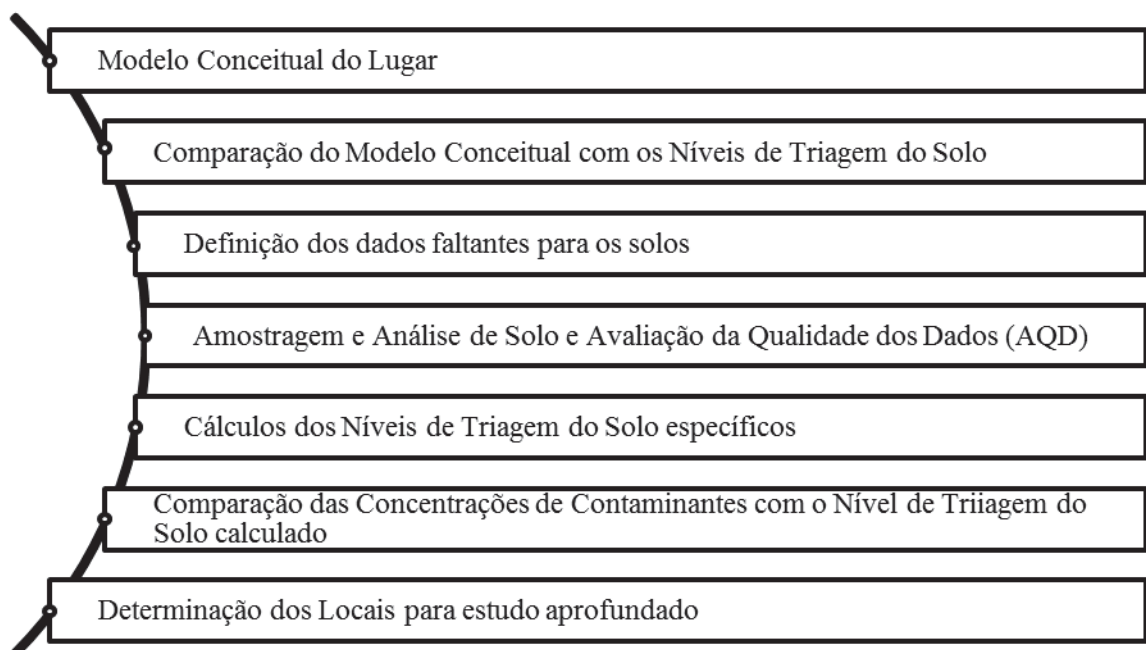 Modelo Conceitual do Lugar
Comparação do Modelo Conceitual com os Níveis de Triagem do Solo
Definição dos dados faltantes para os solos
Amostragem e Análise de Solo e Avaliação da Qualidade dos Dados (AQD)
Cálculos dos Níveis de Triagem do Solo específicos
Comparação das Concentrações de Contaminantes com o Nível de Triiagem do
Solo calculado
Determinação dos Locais para estudo aprofundado